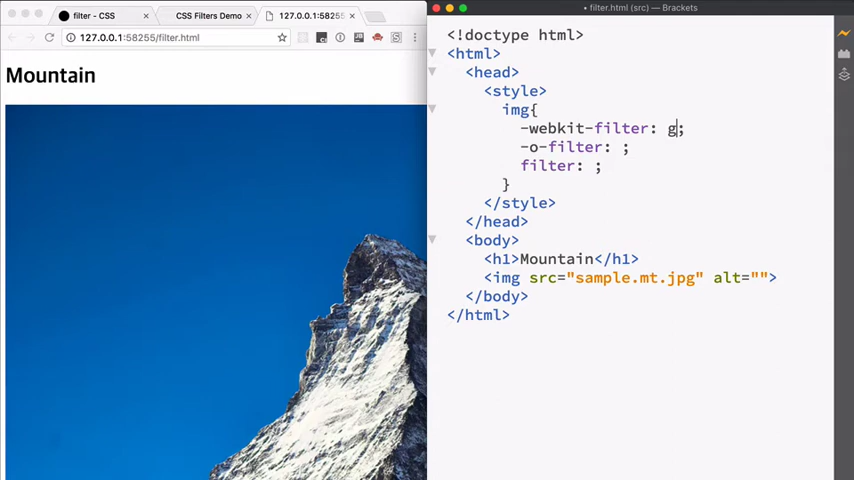 filter - CSS
CSS Filters Demo
127.0.0.1:58255
127.0.0.1:58255/filter.html
Mountain
• filter.html (src) — Brackets
<!doctype html>
<html>
<head>
<style>
img{
-webkit-filter: g;
-o-filter: ;
filter: ;
}
</style>
</head>
<body>
<h1>Mountain</h1>
<img src="sample.mt.jpg" alt="">
</body>
</html>